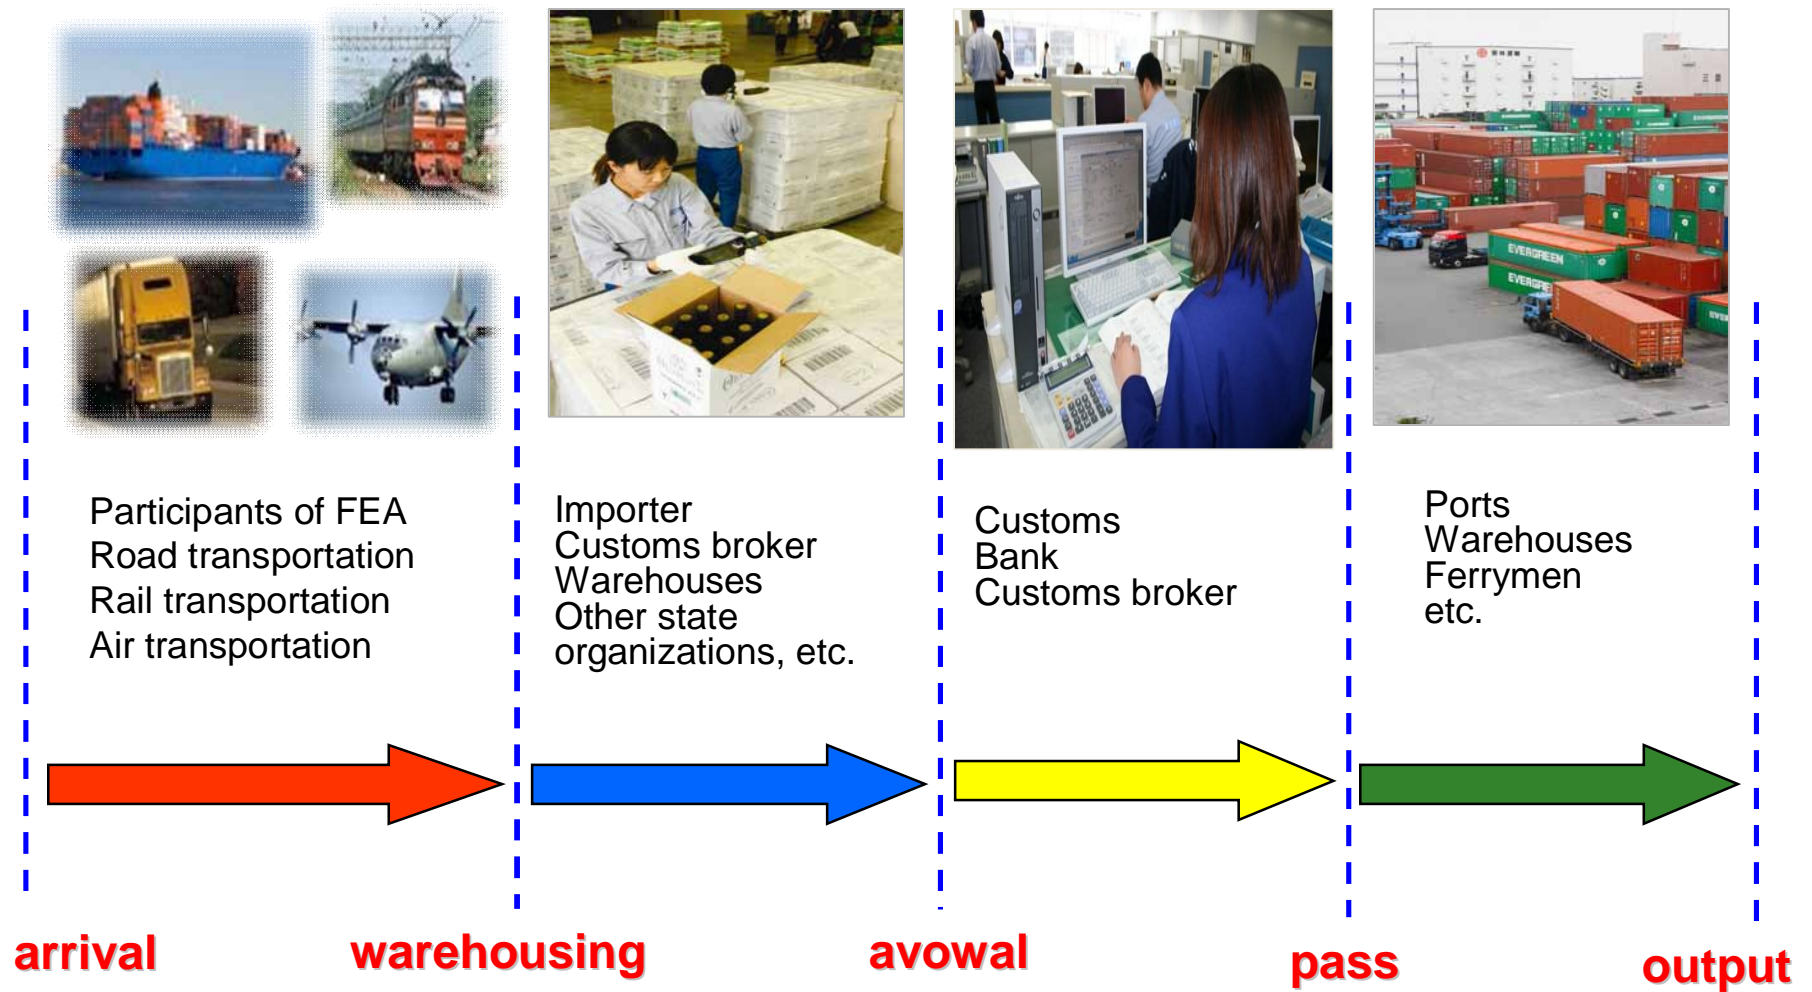 EVERGREEN
Participants of FEA
Road transportation
Rail transportation
Air transportation
Importer
Customs broker
Warehouses
Other state
organizations, etc.
Customs
Bank
Customs broker
Ports
Warehouses
Ferrymen
etc.
arrival
warehousing
avowal
pass
output